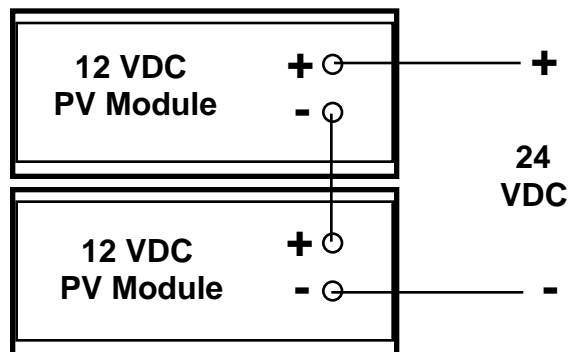 12 VDC
PV Module
+
-
+
24
VDC
12 VDC
PV Module
+
-
-